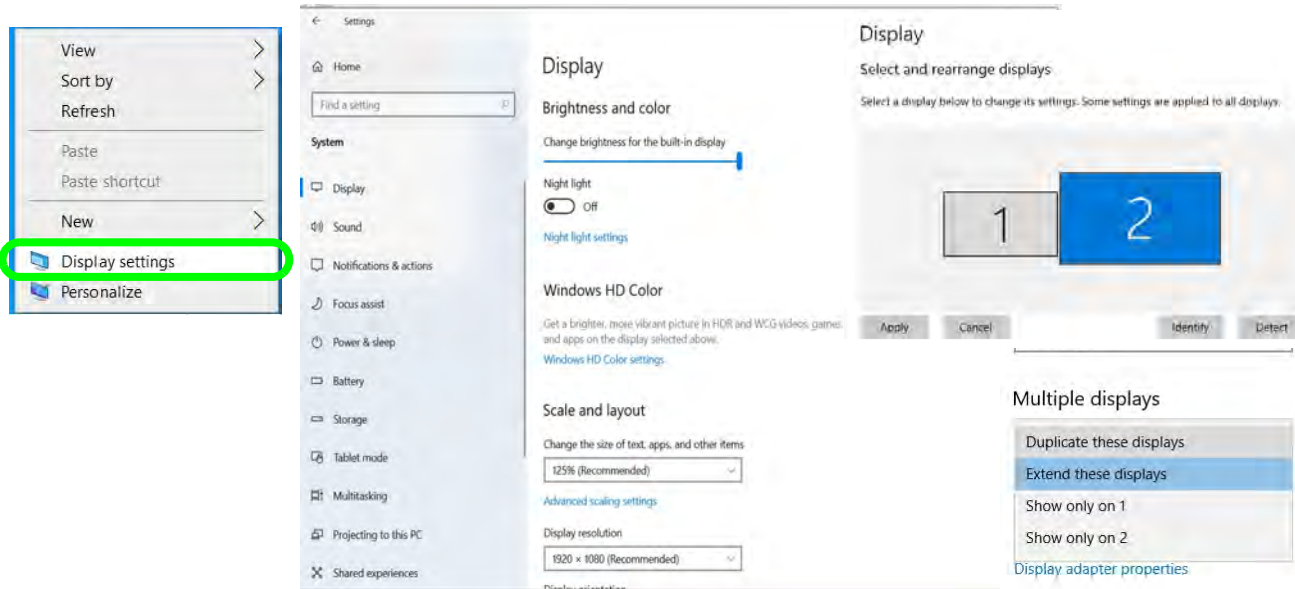 View
Sort by
Refresh
Paste
Paste shortcut
New
Display settings
Personalize
Settings
Home
Find a setting
System
Display
Sound
Notifications & actions
Focus assist
Power & sleep
Battery
Storage
Tablet mode
Multitasking
Projecting to this PC
Shared experiences
Display
Brightness and color
Change brightness for the built-in display
Night light
Off
Night light settings
Windows HD Color
Get a brighter, more vibrant picture in HDR and WCG videos, games
and apps on the display selected above.
Windows HD Color settings
Scale and layout
Change the size of text, apps, and other items
125% (Recommended)
Advanced scaling settings
Display resolution
1920 × 1080 (Recommended)
Display orientation
Display
Select and rearrange displays
Select a display below to change its settings. Some settings are applied to all displays.
1
2
Apply
Cancel
Identify
Detect
Multiple displays
Duplicate these displays
Extend these displays
Show only on 1
Show only on 2
Display adapter properties